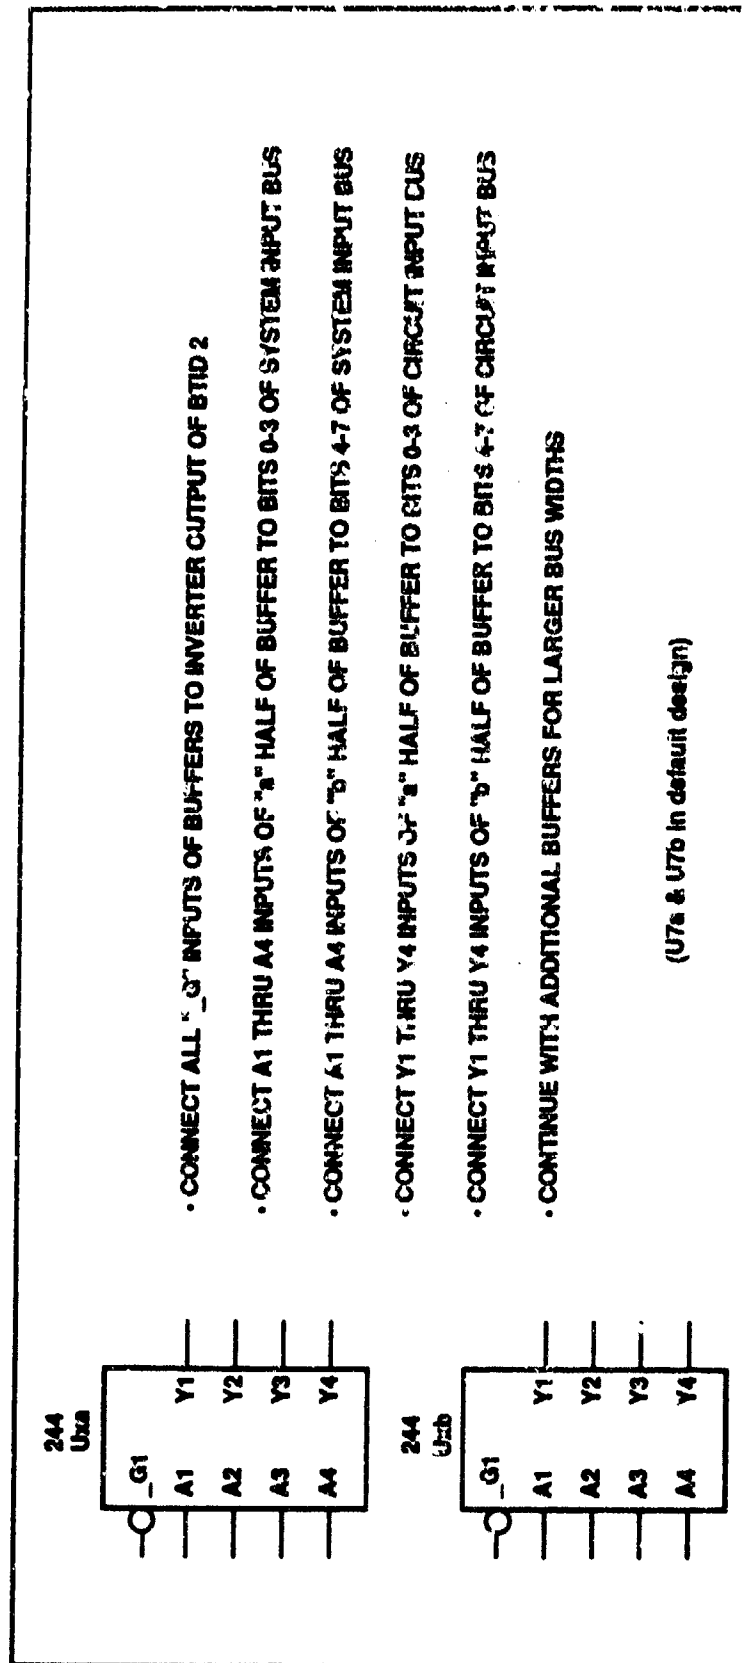 244
Uxa
_G1
A1 Y1
A2 Y2
A3 Y3
A4 Y4
244
Uxb
_G1
A1 Y1
A2 Y2
A3 Y3
A4 Y4
• CONNECT ALL "_G" INPUTS OF BUFFERS TO INVERTER OUTPUT OF BTID 2
• CONNECT A1 THRU A4 INPUTS OF "a" HALF OF BUFFER TO BITS 0-3 OF SYSTEM INPUT BUS
• CONNECT A1 THRU A4 INPUTS OF "b" HALF OF BUFFER TO BITS 4-7 OF SYSTEM INPUT BUS
• CONNECT Y1 THRU Y4 INPUTS OF "a" HALF OF BUFFER TO BITS 0-3 OF CIRCUIT INPUT BUS
• CONNECT Y1 THRU Y4 INPUTS OF "b" HALF OF BUFFER TO BITS 4-7 OF CIRCUIT INPUT BUS
• CONTINUE WITH ADDITIONAL BUFFERS FOR LARGER BUS WIDTHS
(U7a & U7b in default design)